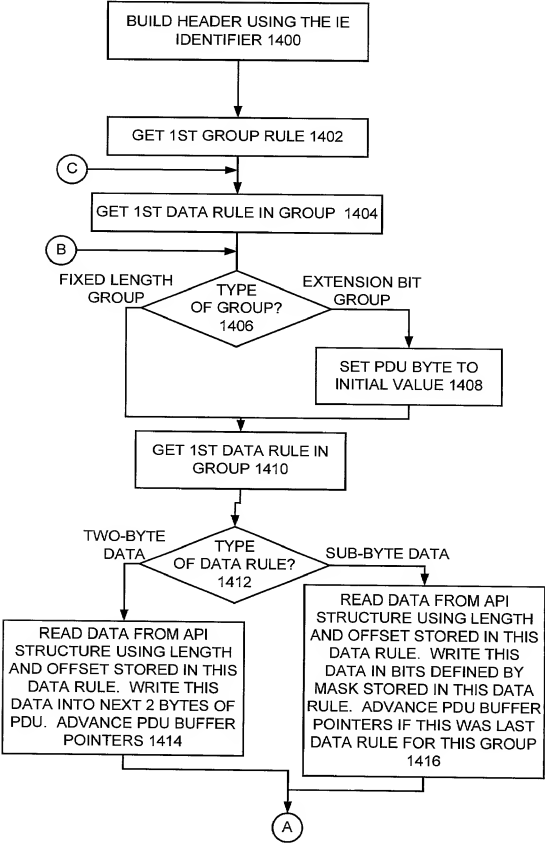 BUILD HEADER USING THE IE
IDENTIFIER 1400
GET 1ST GROUP RULE 1402
C
GET 1ST DATA RULE IN GROUP 1404
B
FIXED LENGTH
GROUP
TYPE
OF GROUP?
1406
EXTENSION BIT
GROUP
SET PDU BYTE TO
INITIAL VALUE 1408
GET 1ST DATA RULE IN
GROUP 1410
TWO-BYTE
DATA
TYPE
OF DATA RULE?
1412
SUB-BYTE DATA
READ DATA FROM API
STRUCTURE USING LENGTH
AND OFFSET STORED IN THIS
DATA RULE. WRITE THIS
DATA INTO NEXT 2 BYTES OF
PDU. ADVANCE PDU BUFFER
POINTERS 1414
READ DATA FROM API
STRUCTURE USING LENGTH
AND OFFSET STORED IN THIS
DATA RULE. WRITE THIS
DATA IN BITS DEFINED BY
MASK STORED IN THIS DATA
RULE. ADVANCE PDU BUFFER
POINTERS IF THIS WAS LAST
DATA RULE FOR THIS GROUP
1416
A